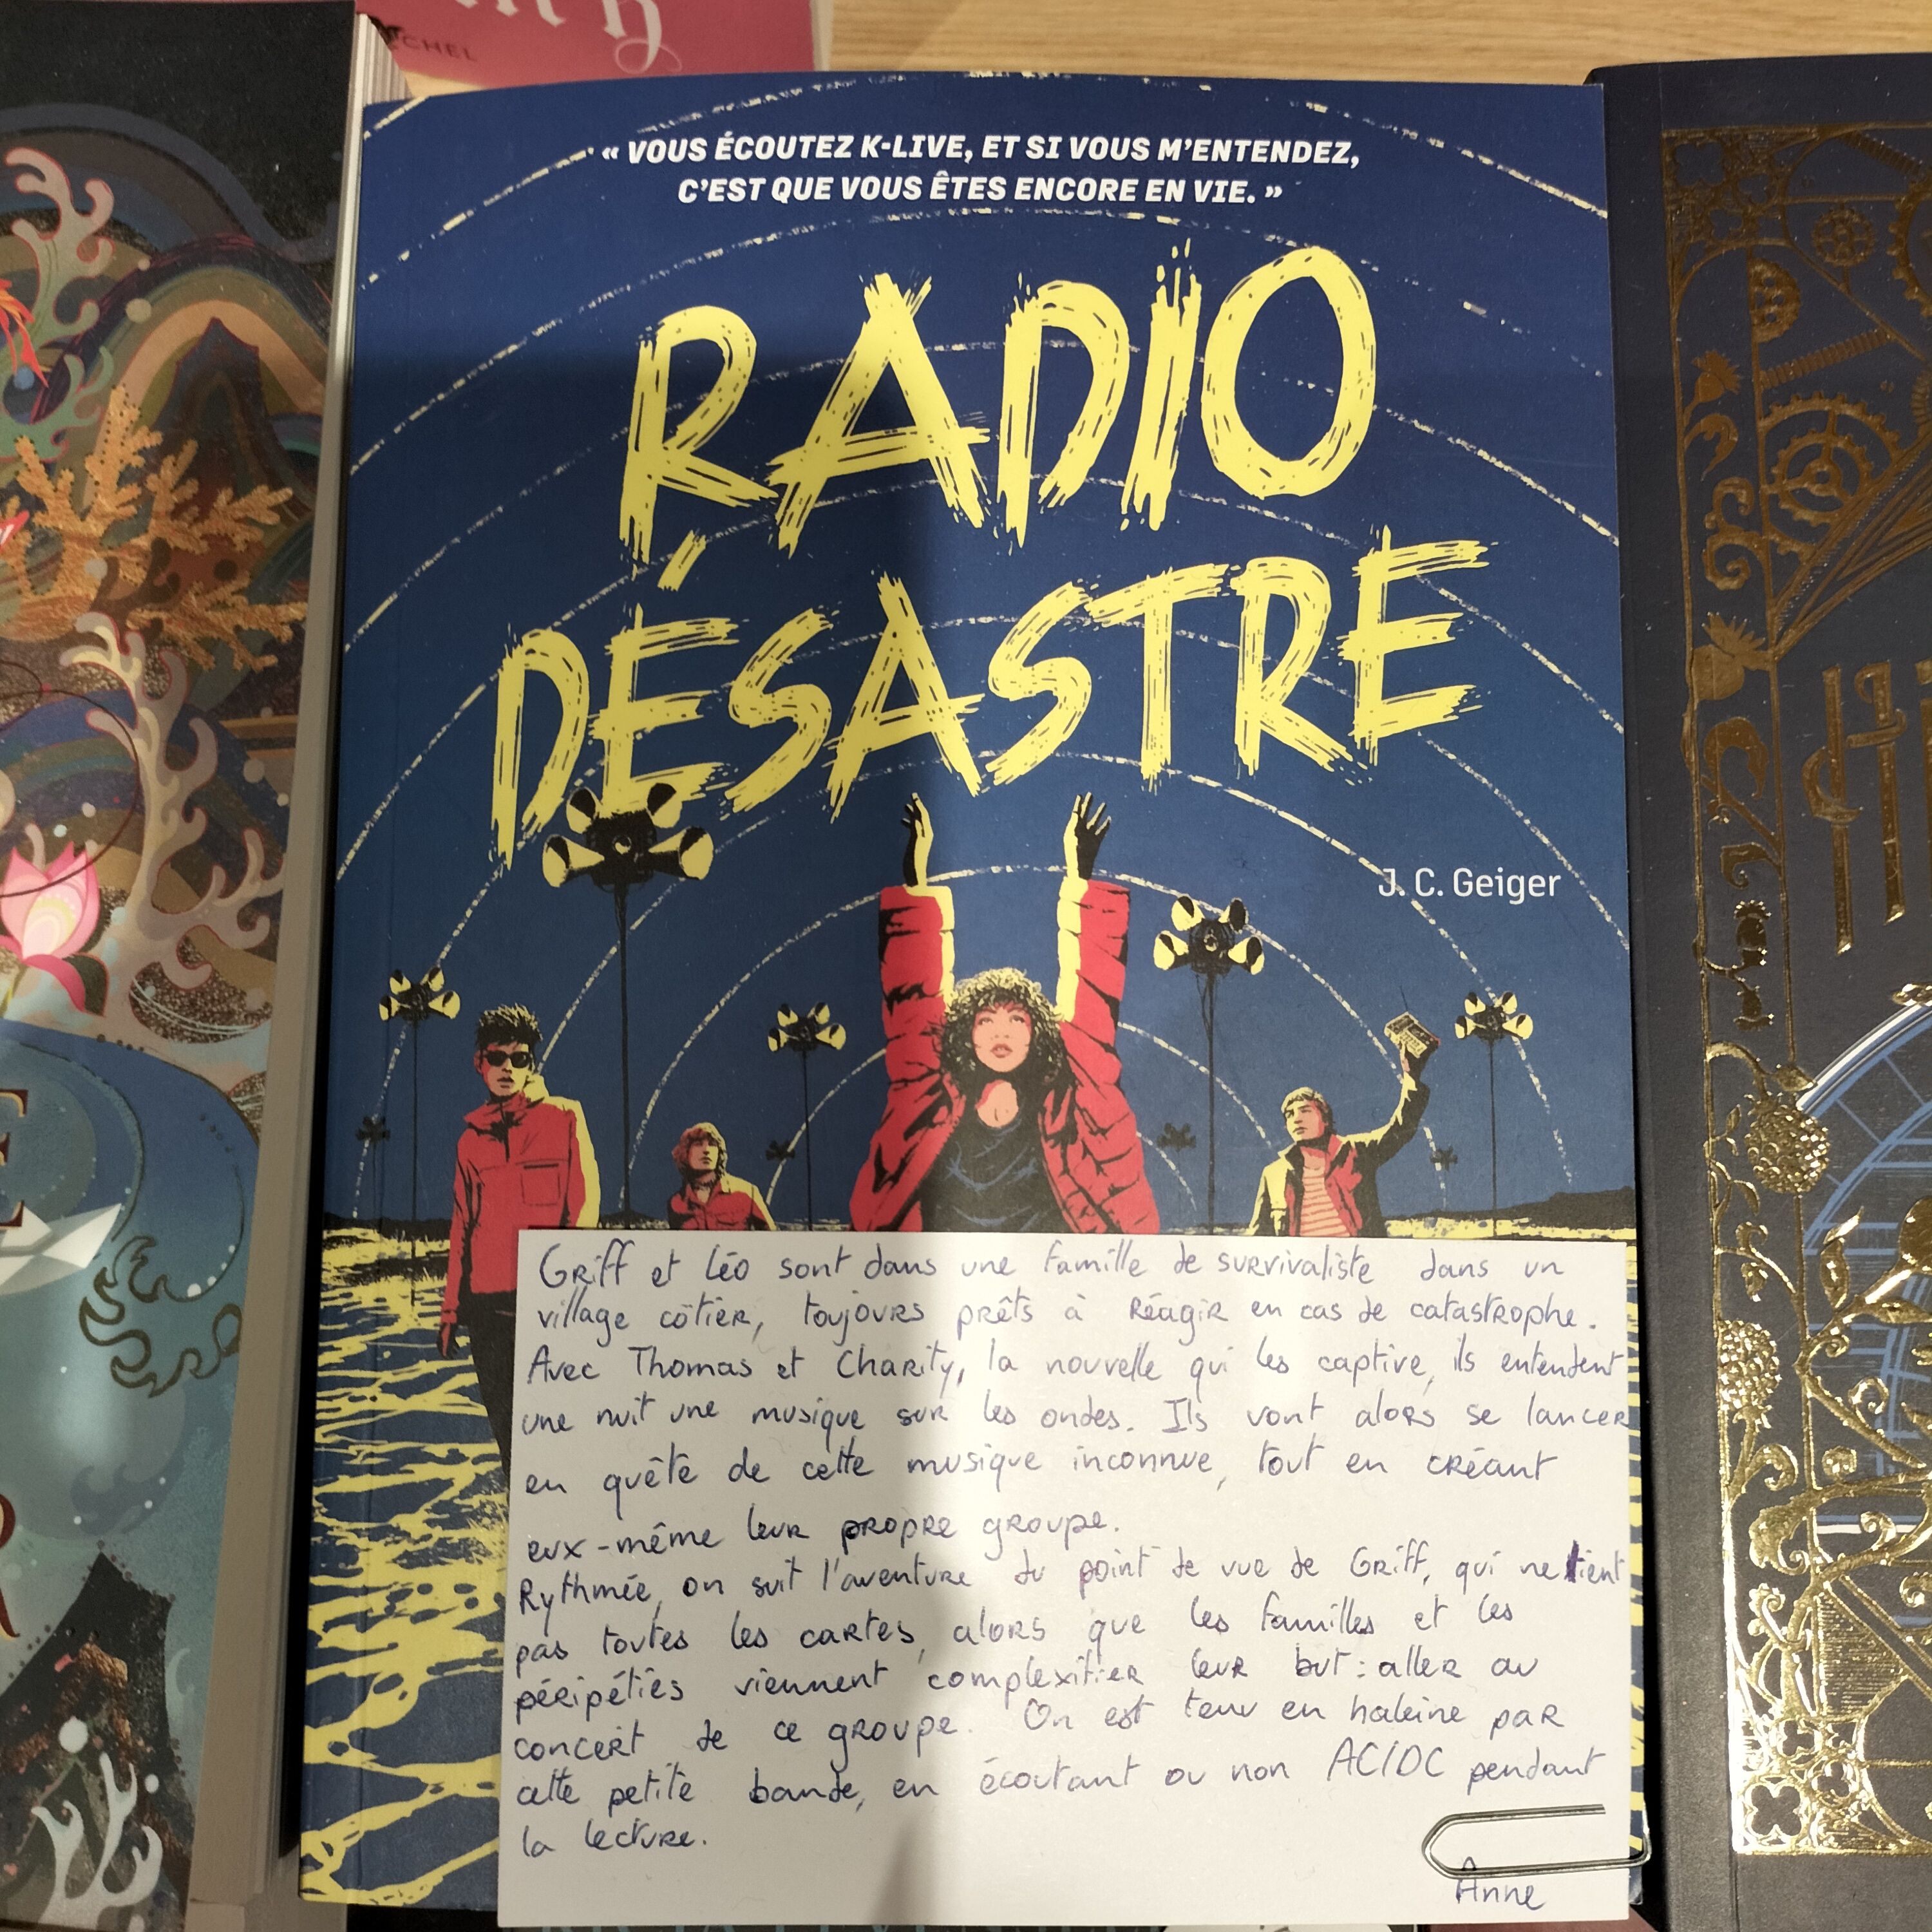 CHEL
« VOUS ÉCOUTEZ K-LIVE, ET SI VOUS M'ENTENDEZ,
C'EST QUE VOUS ÊTES ENCORE EN VIE. »
RADIO
DÉSASTRE
J. C. Geiger
Griff et Léo sont dans une famille de survivaliste dans un
village côtier, toujours prêts à réagir en cas de catastrophe.
Avec Thomas et Charity, la nouvelle qui les captive, ils entendent
une nuit une musique sur les ondes. Ils vont alors se lancer
en quête de cette musique inconnue, tout en créant
eux-même leur propre groupe.
Rythmée, on suit l'aventure du point de vue de Griff, qui ne tient
pas toutes les cartes, alors que les familles et les
péripéties viennent complexifier leur but : aller au
concert de ce groupe. On est tenu en haleine par
cette petite bande, en écoutant ou non AC/DC pendant
la lecture.
Anne